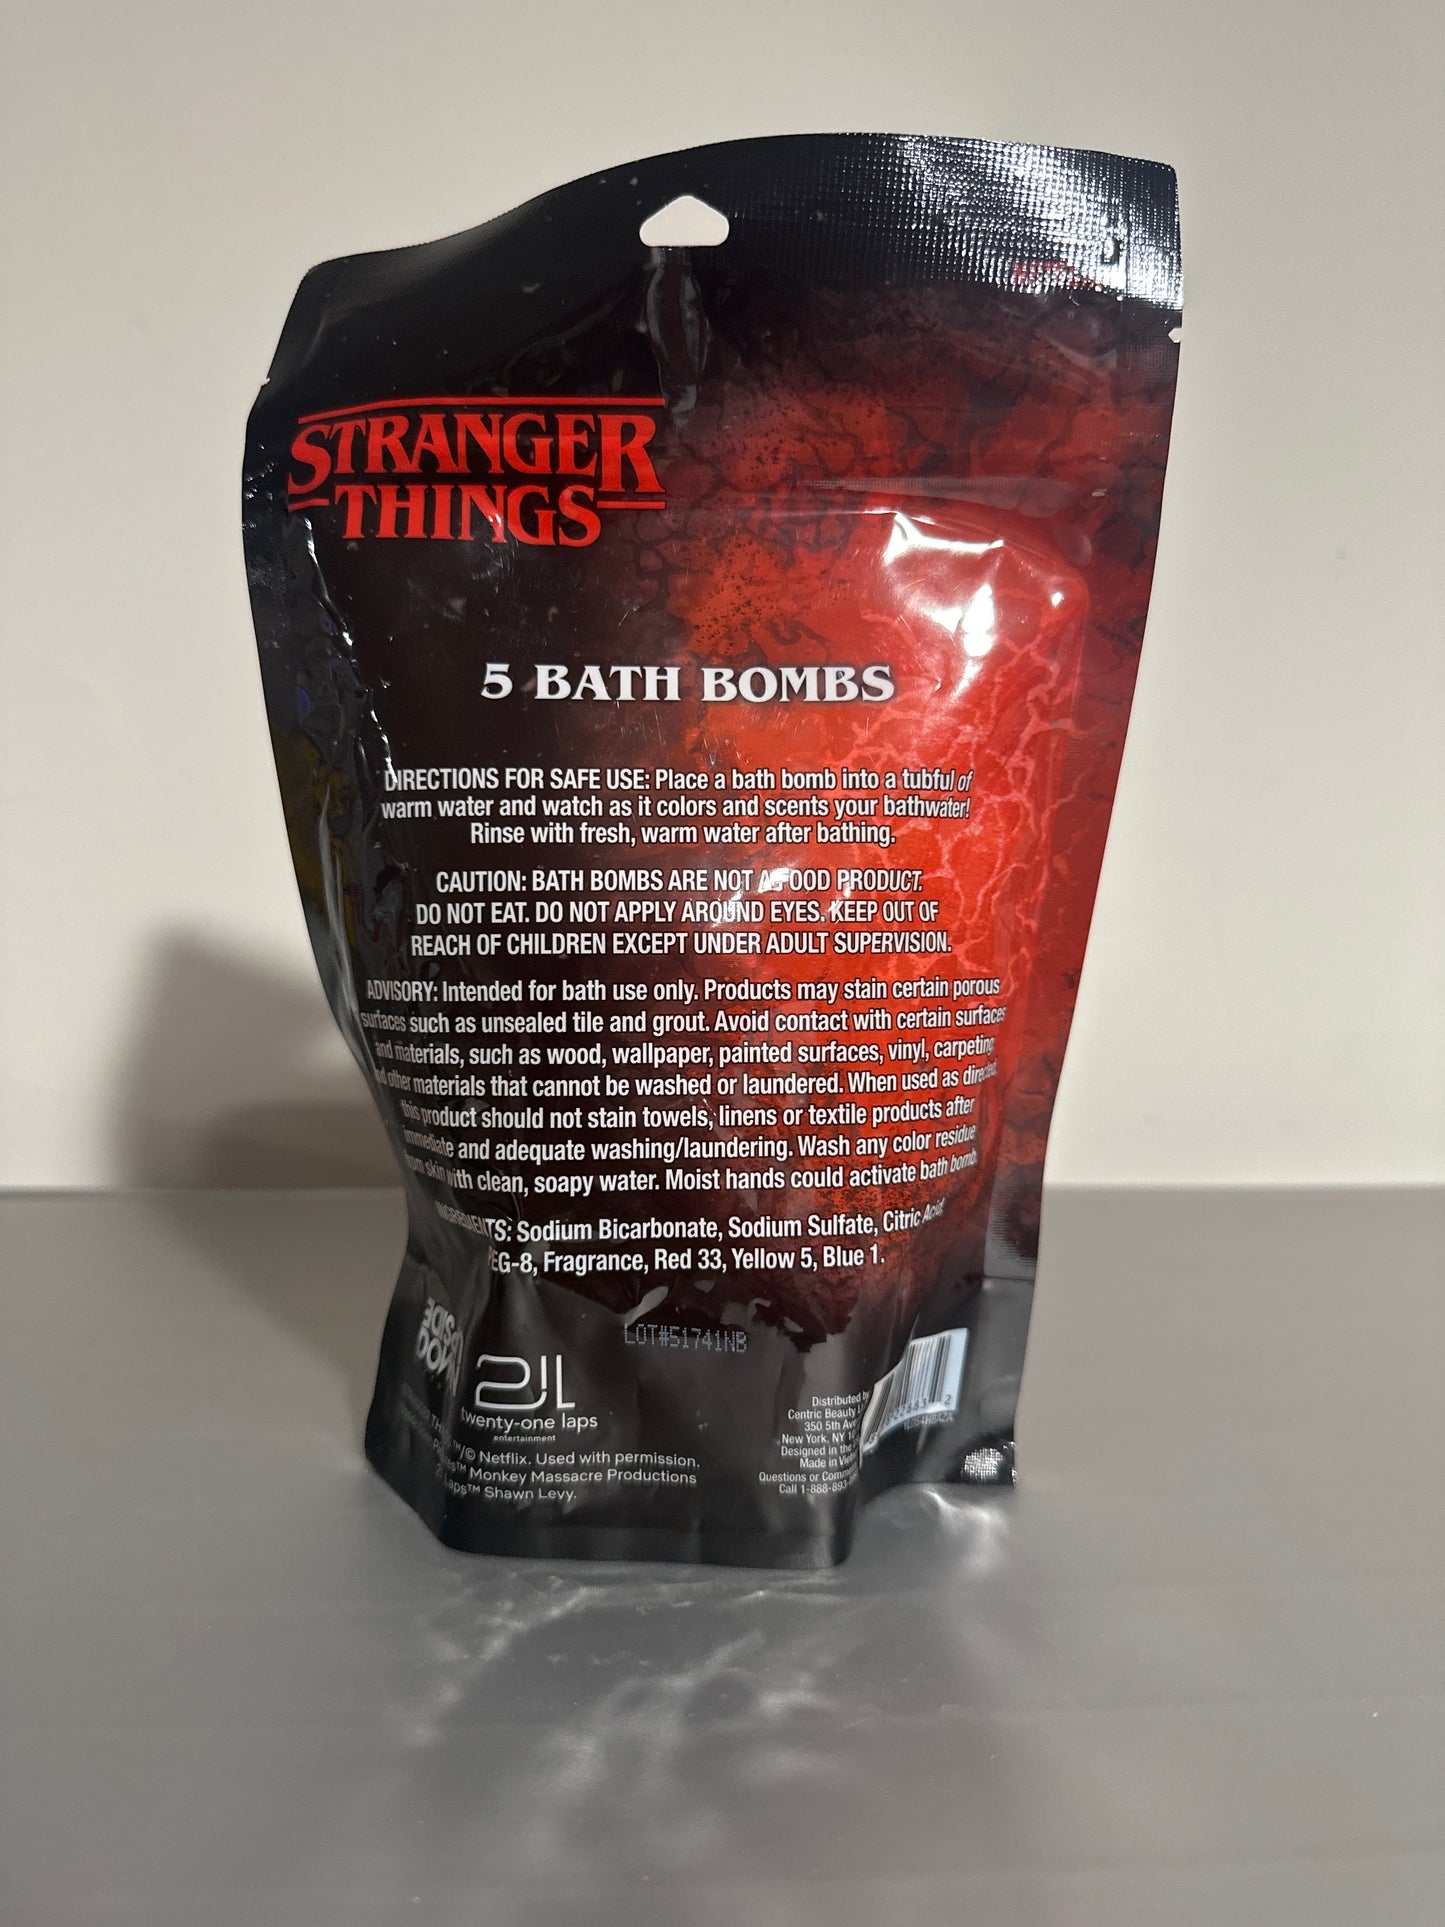 STRANGER
THINGS
5 BATH BOMBS
DIRECTIONS FOR SAFE USE: Place a bath bomb into a tubful of
warm water and watch as it colors and scents your bathwater!
Rinse with fresh, warm water after bathing.
CAUTION: BATH BOMBS ARE NOT A FOOD PRODUCT.
DO NOT EAT. DO NOT APPLY AROUND EYES. KEEP OUT OF
REACH OF CHILDREN EXCEPT UNDER ADULT SUPERVISION.
ADVISORY: Intended for bath use only. Products may stain certain porous
surfaces such as unsealed tile and grout. Avoid contact with certain surfaces
and materials, such as wood, wallpaper, painted surfaces, vinyl, carpeting
and other materials that cannot be washed or laundered. When used as directed,
this product should not stain towels, linens or textile products after
immediate and adequate washing/laundering. Wash any color residue
from skin with clean, soapy water. Moist hands could activate bath bomb.
INGREDIENTS: Sodium Bicarbonate, Sodium Sulfate, Citric Acid,
PEG-8, Fragrance, Red 33, Yellow 5, Blue 1.
LOT#51741NB
UPSIDE
DOWN
21L
twenty-one laps
entertainment
™/© Netflix. Used with permission.
Monkey Massacre Productions
Laps™ Shawn Levy.
Distributed by
Centric Beauty
350 5th Ave
New York, NY
Designed in the
Made in
Questions or
Call 1-888-893